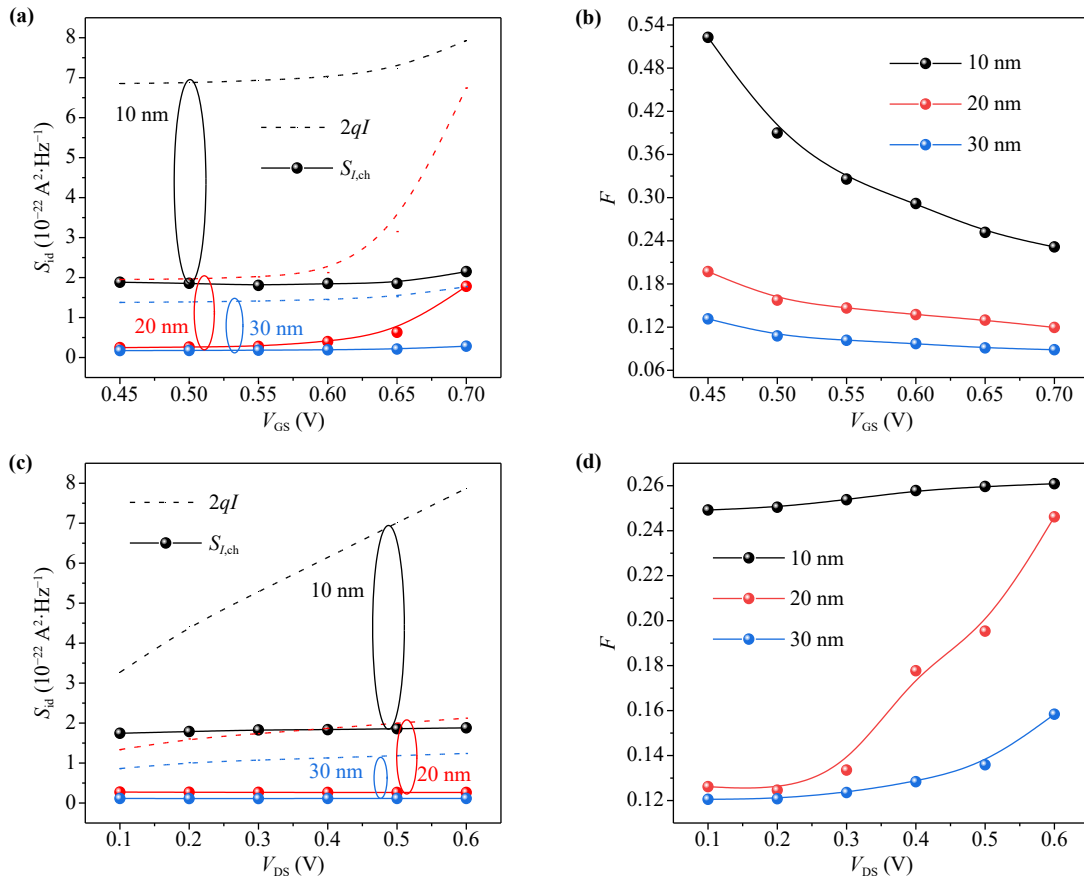 (a)
8
7
6
5
4
3
2
1
0
S_id (10⁻²² A²·Hz⁻¹)
10 nm
2qI
S_I,ch
20 nm
30 nm
0.45 0.50 0.55 0.60 0.65 0.70
V_GS (V)
(b)
0.54
0.48
0.42
0.36
0.30
0.24
0.18
0.12
0.06
F
10 nm
20 nm
30 nm
0.45 0.50 0.55 0.60 0.65 0.70
V_GS (V)
(c)
8
7
6
5
4
3
2
1
0
S_id (10⁻²² A²·Hz⁻¹)
2qI
S_I,ch
10 nm
30 nm
20 nm
0.1 0.2 0.3 0.4 0.5 0.6
V_DS (V)
(d)
0.26
0.24
0.22
0.20
0.18
0.16
0.14
0.12
F
10 nm
20 nm
30 nm
0.1 0.2 0.3 0.4 0.5 0.6
V_DS (V)